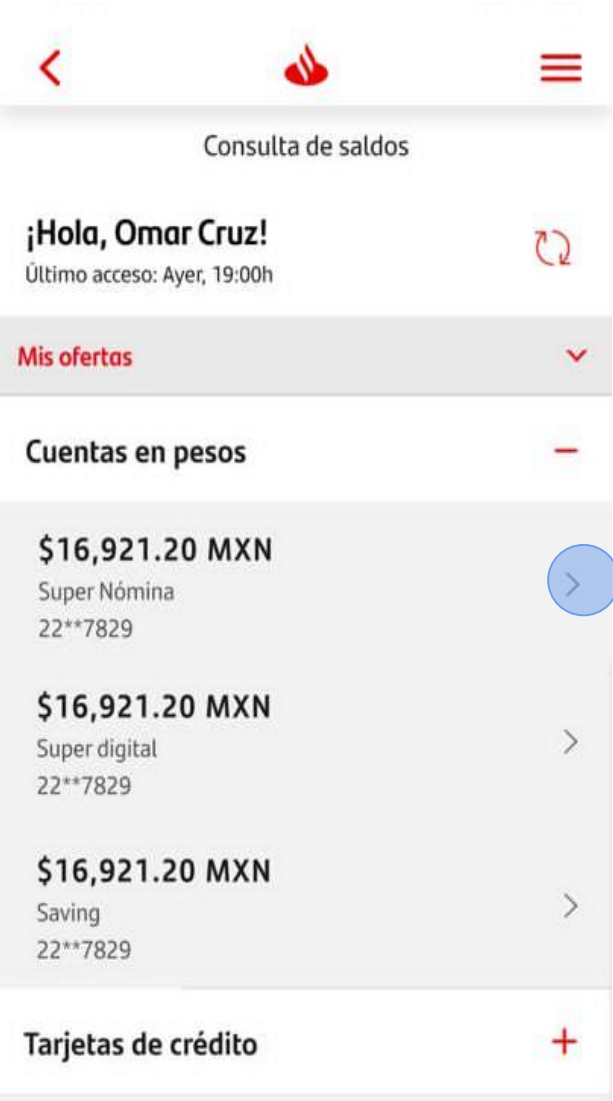 Consulta de saldos
¡Hola, Omar Cruz!
Último acceso: Ayer, 19:00h
Mis ofertas
Cuentas en pesos
$16,921.20 MXN
Super Nómina
22**7829
$16,921.20 MXN
Super digital
22**7829
$16,921.20 MXN
Saving
22**7829
Tarjetas de crédito